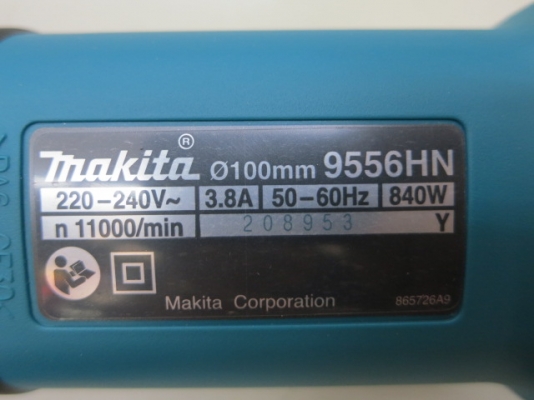 makita® Ø100mm 9556HN
220-240V~ 3.8A 50-60Hz 840W
n 11000/min 208953 Y
Makita Corporation 865726A9